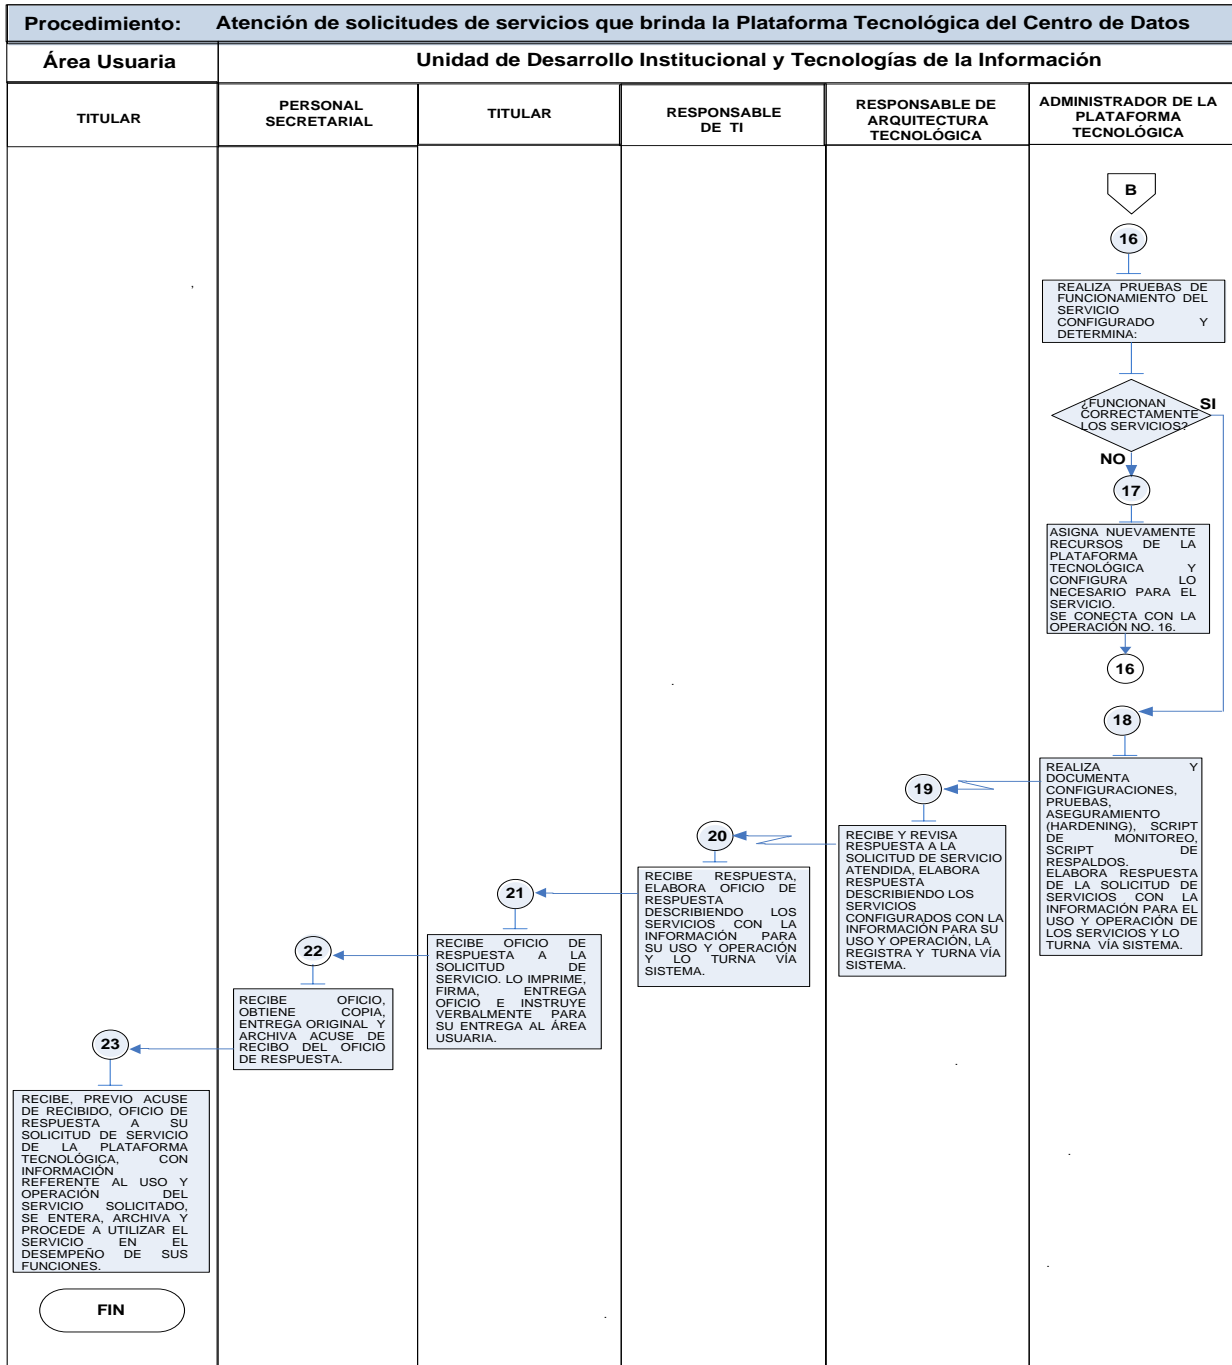 Procedimiento: Atención de solicitudes de servicios que brinda la Plataforma Tecnológica del Centro de Datos
Área Usuaria
Unidad de Desarrollo Institucional y Tecnologías de la Información
TITULAR
PERSONAL
SECRETARIAL
TITULAR
RESPONSABLE
DE TI
RESPONSABLE DE
ARQUITECTURA
TECNOLÓGICA
ADMINISTRADOR DE LA
PLATAFORMA
TECNOLÓGICA
B
16
REALIZA PRUEBAS DE
FUNCIONAMIENTO DEL
SERVICIO
CONFIGURADO Y
DETERMINA:
¿FUNCIONAN
CORRECTAMENTE
LOS SERVICIOS?
SI
NO
17
ASIGNA NUEVAMENTE
RECURSOS DE LA
PLATAFORMA
TECNOLÓGICA Y
CONFIGURA LO
NECESARIO PARA EL
SERVICIO.
SE CONECTA CON LA
OPERACIÓN NO. 16.
16
18
REALIZA Y
DOCUMENTA
CONFIGURACIONES,
PRUEBAS,
ASEGURAMIENTO
(HARDENING), SCRIPT
DE MONITOREO,
SCRIPT DE
RESPALDOS.
ELABORA RESPUESTA
DE LA SOLICITUD DE
SERVICIOS CON LA
INFORMACIÓN PARA EL
USO Y OPERACIÓN DE
LOS SERVICIOS Y LO
TURNA VÍA SISTEMA.
19
RECIBE Y REVISA
RESPUESTA A LA
SOLICITUD DE SERVICIO
ATENDIDA, ELABORA
RESPUESTA
DESCRIBIENDO LOS
SERVICIOS
CONFIGURADOS CON LA
INFORMACIÓN PARA SU
USO Y OPERACIÓN, LA
REGISTRA Y TURNA VÍA
SISTEMA.
20
RECIBE RESPUESTA,
ELABORA OFICIO DE
RESPUESTA
DESCRIBIENDO LOS
SERVICIOS CON LA
INFORMACIÓN PARA
SU USO Y OPERACIÓN
Y LO TURNA VÍA
SISTEMA.
21
RECIBE OFICIO DE
RESPUESTA A LA
SOLICITUD DE
SERVICIO. LO IMPRIME,
FIRMA, ENTREGA
OFICIO E INSTRUYE
VERBALMENTE PARA
SU ENTREGA AL ÁREA
USUARIA.
22
RECIBE OFICIO,
OBTIENE COPIA,
ENTREGA ORIGINAL Y
ARCHIVA ACUSE DE
RECIBO DEL OFICIO
DE RESPUESTA.
23
RECIBE, PREVIO ACUSE
DE RECIBIDO, OFICIO DE
RESPUESTA A SU
SOLICITUD DE SERVICIO
DE LA PLATAFORMA
TECNOLÓGICA, CON
INFORMACIÓN
REFERENTE AL USO Y
OPERACIÓN DEL
SERVICIO SOLICITADO,
SE ENTERA, ARCHIVA Y
PROCEDE A UTILIZAR EL
SERVICIO EN EL
DESEMPEÑO DE SUS
FUNCIONES.
FIN